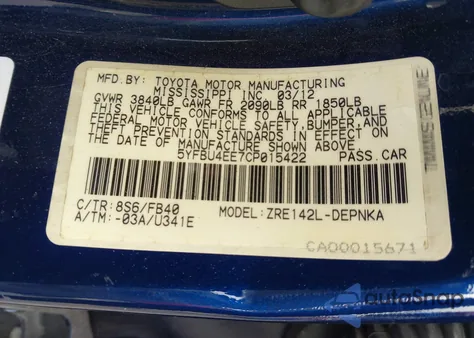 MFD.BY: TOYOTA MOTOR MANUFACTURING
MISSISSIPPI, INC 03/12
GVWR 3840LB GAWR FR 2090LB RR 1850LB
THIS VEHICLE CONFORMS TO ALL APPLICABLE
FEDERAL MOTOR VEHICLE SAFETY, BUMPER, AND
THEFT PREVENTION STANDARDS IN EFFECT ON
THE DATE OF MANUFACTURE SHOWN ABOVE.
5YFBU4EE7CP015422 PASS.CAR
C/TR: 8S6/FB40 MODEL: ZRE142L-DEPNKA
A/TM: -03A/U341E
CA00015671
autoSnap